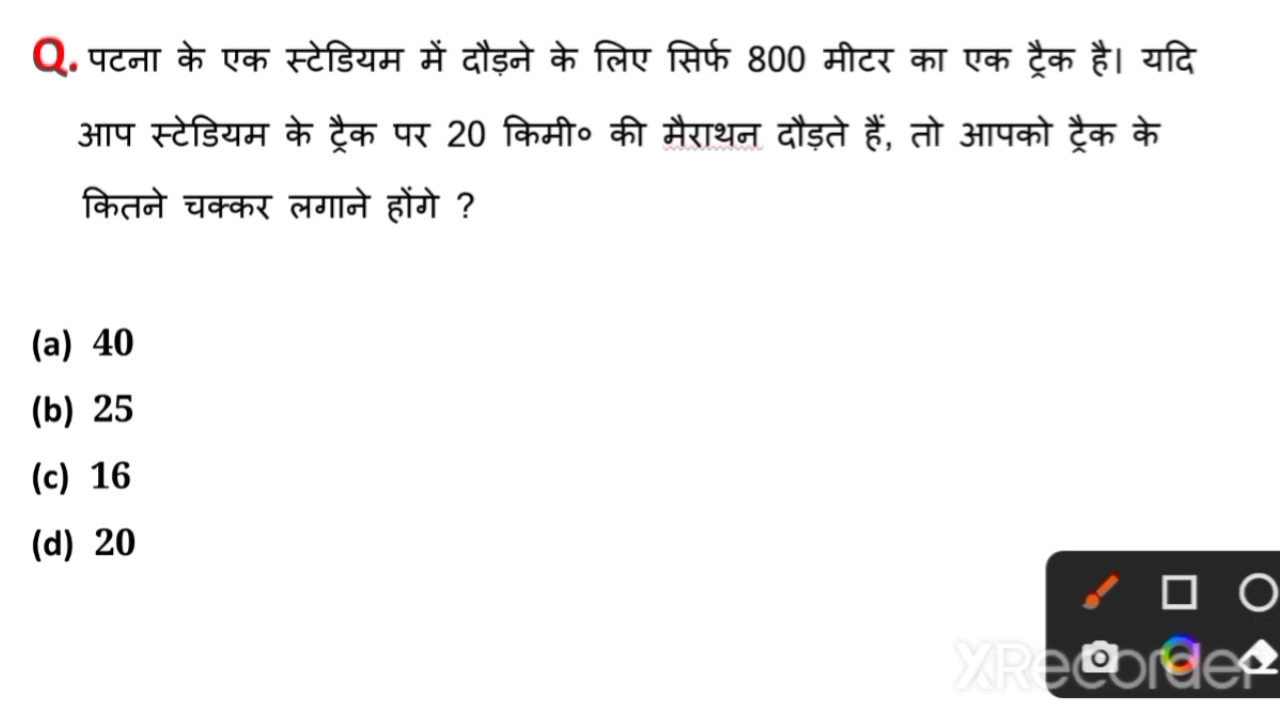 Q. पटना के एक स्टेडियम में दौड़ने के लिए सिर्फ 800 मीटर का एक ट्रैक है। यदि
आप स्टेडियम के ट्रैक पर 20 किमी० की मैराथन दौड़ते हैं, तो आपको ट्रैक के
कितने चक्कर लगाने होंगे ?
(a) 40
(b) 25
(c) 16
(d) 20
XRecorder